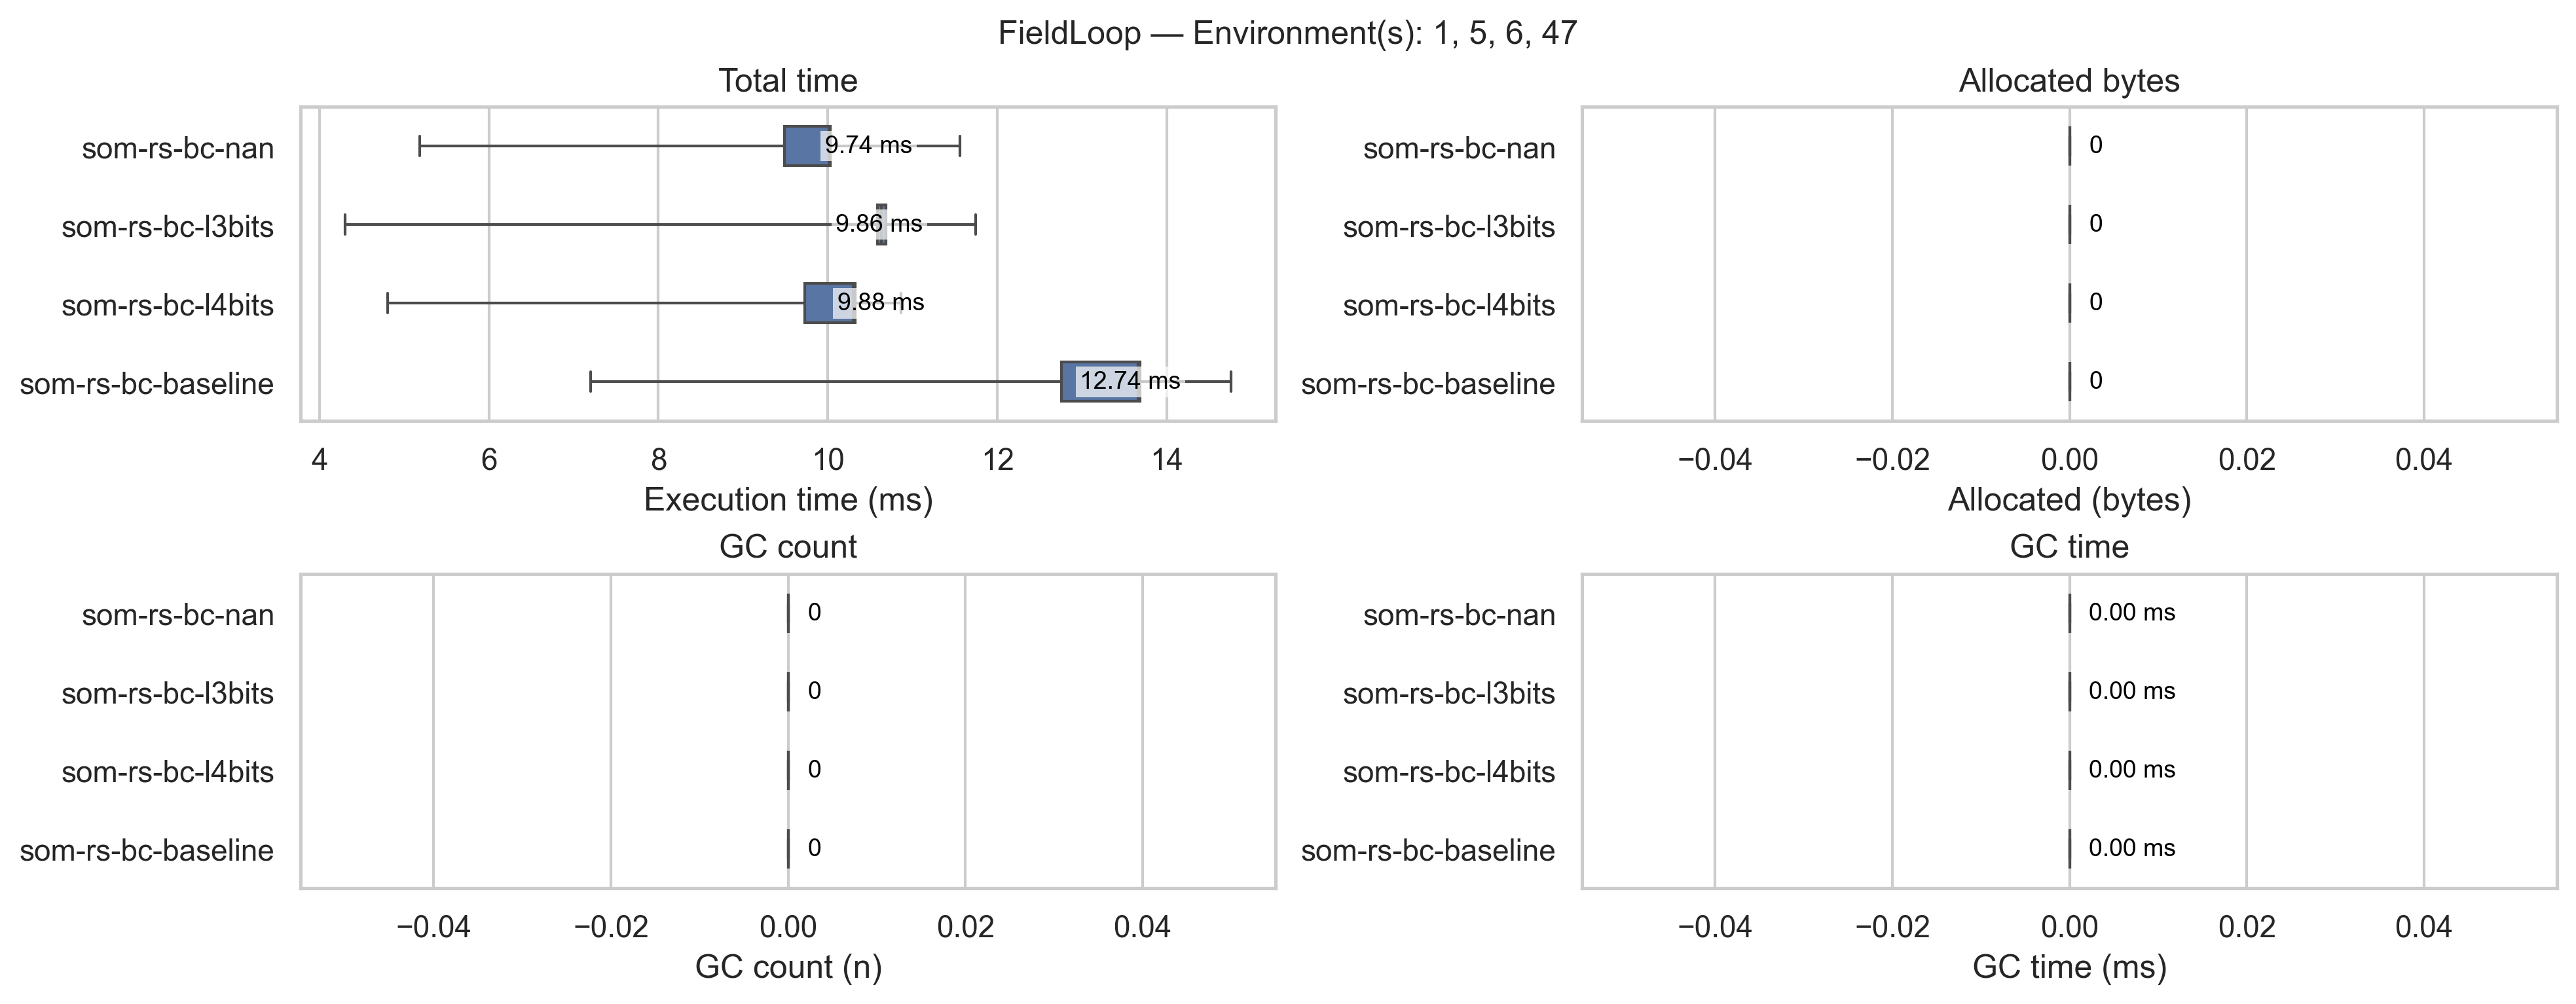 FieldLoop — Environment(s): 1, 5, 6, 47
Total time
som-rs-bc-nan
9.74 ms
som-rs-bc-l3bits
9.86 ms
som-rs-bc-l4bits
9.88 ms
som-rs-bc-baseline
12.74 ms
4 6 8 10 12 14
Execution time (ms)
Allocated bytes
som-rs-bc-nan
0
som-rs-bc-l3bits
0
som-rs-bc-l4bits
0
som-rs-bc-baseline
0
−0.04 −0.02 0.00 0.02 0.04
Allocated (bytes)
GC count
som-rs-bc-nan
0
som-rs-bc-l3bits
0
som-rs-bc-l4bits
0
som-rs-bc-baseline
0
−0.04 −0.02 0.00 0.02 0.04
GC count (n)
GC time
som-rs-bc-nan
0.00 ms
som-rs-bc-l3bits
0.00 ms
som-rs-bc-l4bits
0.00 ms
som-rs-bc-baseline
0.00 ms
−0.04 −0.02 0.00 0.02 0.04
GC time (ms)